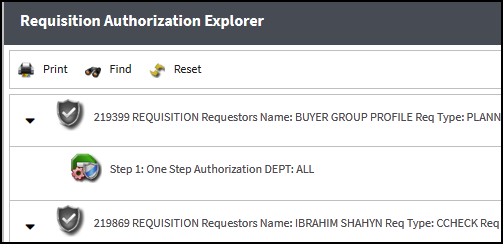 Requisition Authorization Explorer
Print Find Reset
219399 REQUISITION Requestors Name: BUYER GROUP PROFILE Req Type: PLANN
Step 1: One Step Authorization DEPT: ALL
219869 REQUISITION Requestors Name: IBRAHIM SHAHYN Req Type: CCHECK Req